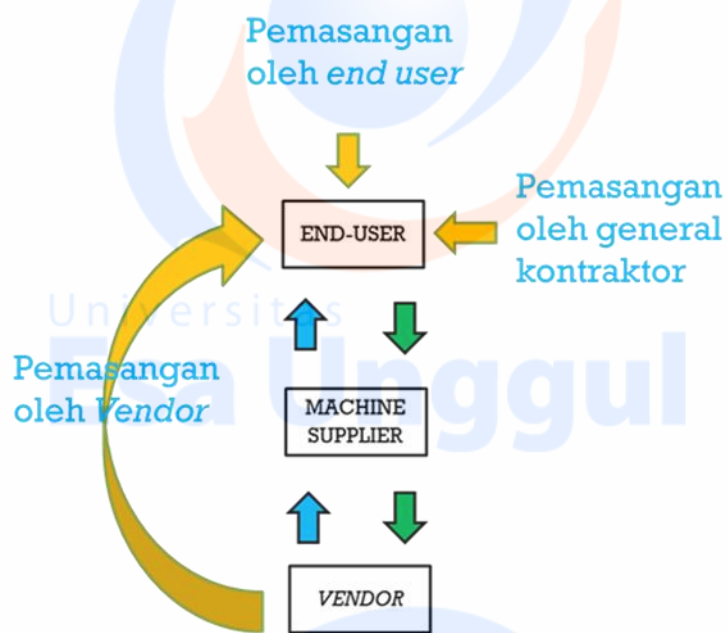 Pemasangan
oleh end user
END-USER
Pemasangan
oleh general
kontraktor
Universitas
Esa Unggul
Pemasangan
oleh Vendor
MACHINE
SUPPLIER
VENDOR